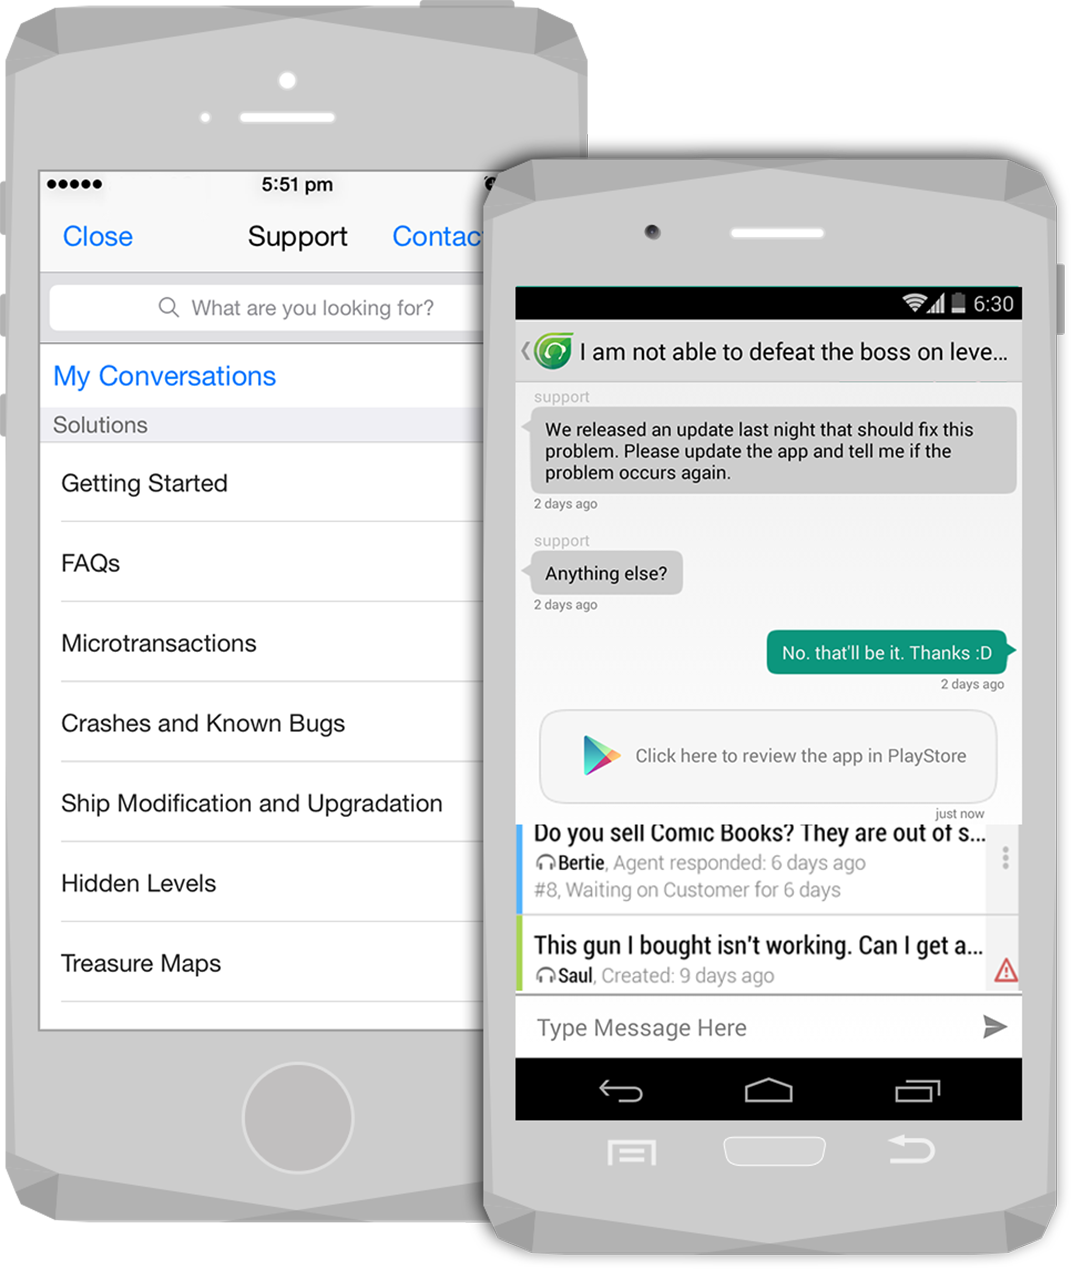 5:51 pm
Close
Support
Contac
What are you looking for?
My Conversations
Solutions
Getting Started
FAQs
Microtransactions
Crashes and Known Bugs
Ship Modification and Upgradation
Hidden Levels
Treasure Maps
6:30
I am not able to defeat the boss on leve...
support
We released an update last night that should fix this
problem. Please update the app and tell me if the
problem occurs again.
2 days ago
support
Anything else?
2 days ago
No. that'll be it. Thanks :D
2 days ago
Click here to review the app in PlayStore
just now
Do you sell Comic Books? They are out of s...
Bertie, Agent responded: 6 days ago
#8, Waiting on Customer for 6 days
This gun I bought isn't working. Can I get a...
Saul, Created: 9 days ago
Type Message Here